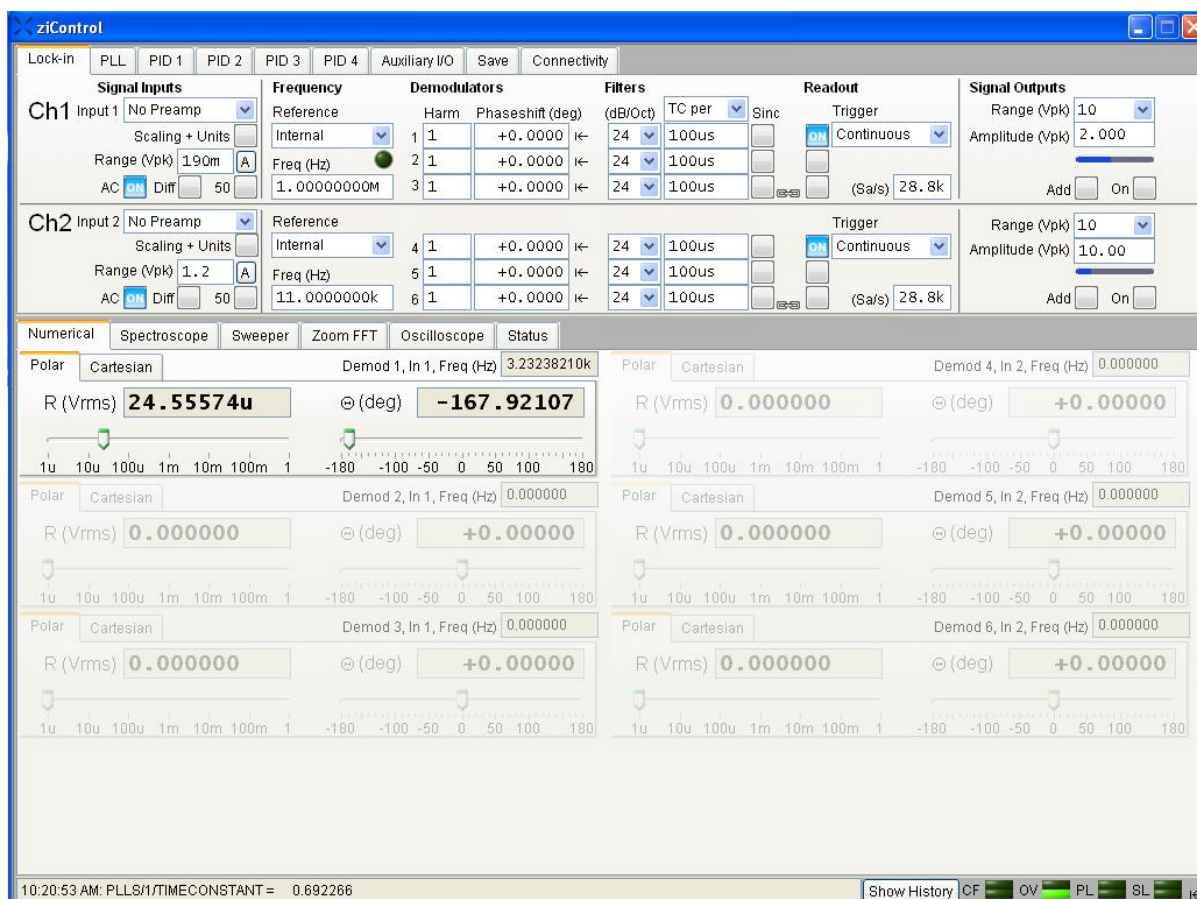 ziControl
Lock-in PLL PID 1 PID 2 PID 3 PID 4 Auxiliary I/O Save Connectivity
Signal Inputs Frequency Demodulators Filters Readout Signal Outputs
Ch1 Input 1 No Preamp Reference Harm Phaseshift (deg) (dB/Oct) TC per Sinc Trigger Range (Vpk) 10
Scaling + Units Internal 1 1 +0.0000 24 100us ON Continuous Amplitude (Vpk) 2.000
Range (Vpk) 190m A Freq (Hz) 2 1 +0.0000 24 100us
AC ON Diff 50 1.00000000M 3 1 +0.0000 24 100us (Sa/s) 28.8k Add On
Ch2 Input 2 No Preamp Reference Trigger Range (Vpk) 10
Scaling + Units Internal 4 1 +0.0000 24 100us ON Continuous Amplitude (Vpk) 10.00
Range (Vpk) 1.2 A Freq (Hz) 5 1 +0.0000 24 100us
AC ON Diff 50 11.0000000k 6 1 +0.0000 24 100us (Sa/s) 28.8k Add On
Numerical Spectroscope Sweeper Zoom FFT Oscilloscope Status
Polar Cartesian Demod 1, In 1, Freq (Hz) 3.23238210k Polar Cartesian Demod 4, In 2, Freq (Hz) 0.000000
R (Vrms) 24.55574u Θ (deg) -167.92107 R (Vrms) 0.000000 Θ (deg) +0.00000
1u 10u 100u 1m 10m 100m 1 -180 -100 -50 0 50 100 180 1u 10u 100u 1m 10m 100m 1 -180 -100 -50 0 50 100 180
Polar Cartesian Demod 2, In 1, Freq (Hz) 0.000000 Polar Cartesian Demod 5, In 2, Freq (Hz) 0.000000
R (Vrms) 0.000000 Θ (deg) +0.00000 R (Vrms) 0.000000 Θ (deg) +0.00000
1u 10u 100u 1m 10m 100m 1 -180 -100 -50 0 50 100 180 1u 10u 100u 1m 10m 100m 1 -180 -100 -50 0 50 100 180
Polar Cartesian Demod 3, In 1, Freq (Hz) 0.000000 Polar Cartesian Demod 6, In 2, Freq (Hz) 0.000000
R (Vrms) 0.000000 Θ (deg) +0.00000 R (Vrms) 0.000000 Θ (deg) +0.00000
1u 10u 100u 1m 10m 100m 1 -180 -100 -50 0 50 100 180 1u 10u 100u 1m 10m 100m 1 -180 -100 -50 0 50 100 180
10:20:53 AM: PLLS/1/TIMECONSTANT = 0.692266 Show History CF OV PL SL